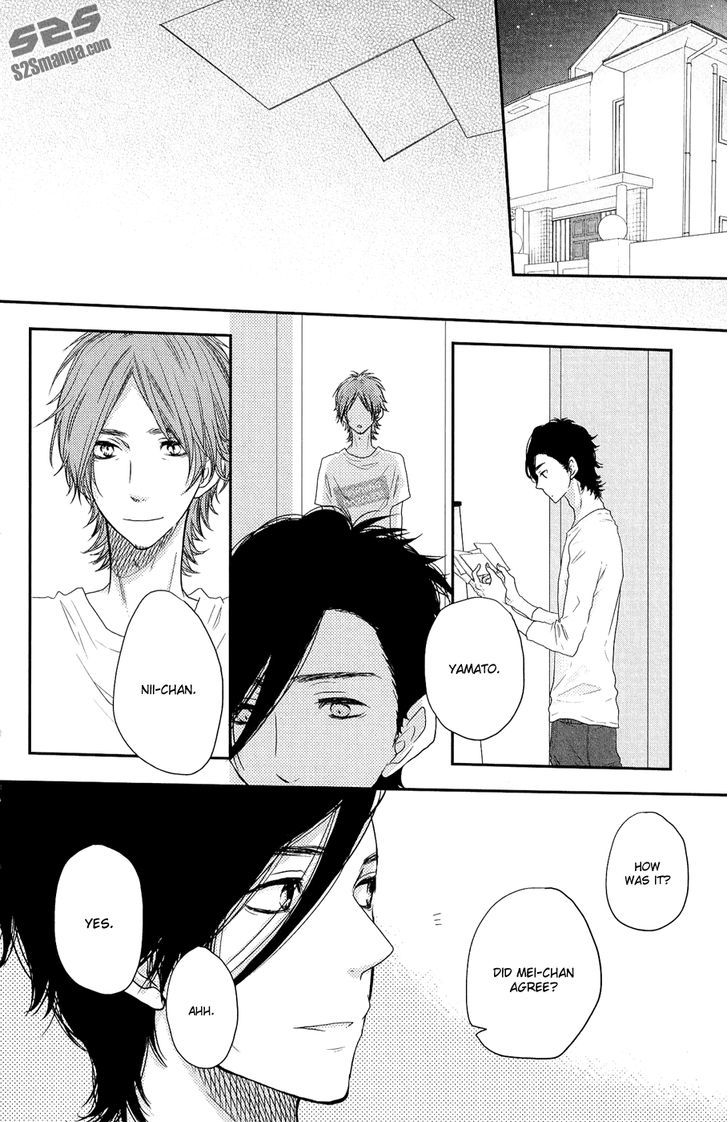 S2S
S2Smanga.com
YAMATO.
NII-CHAN.
HOW
WAS IT?
DID MEI-CHAN
AGREE?
AHH.
YES.